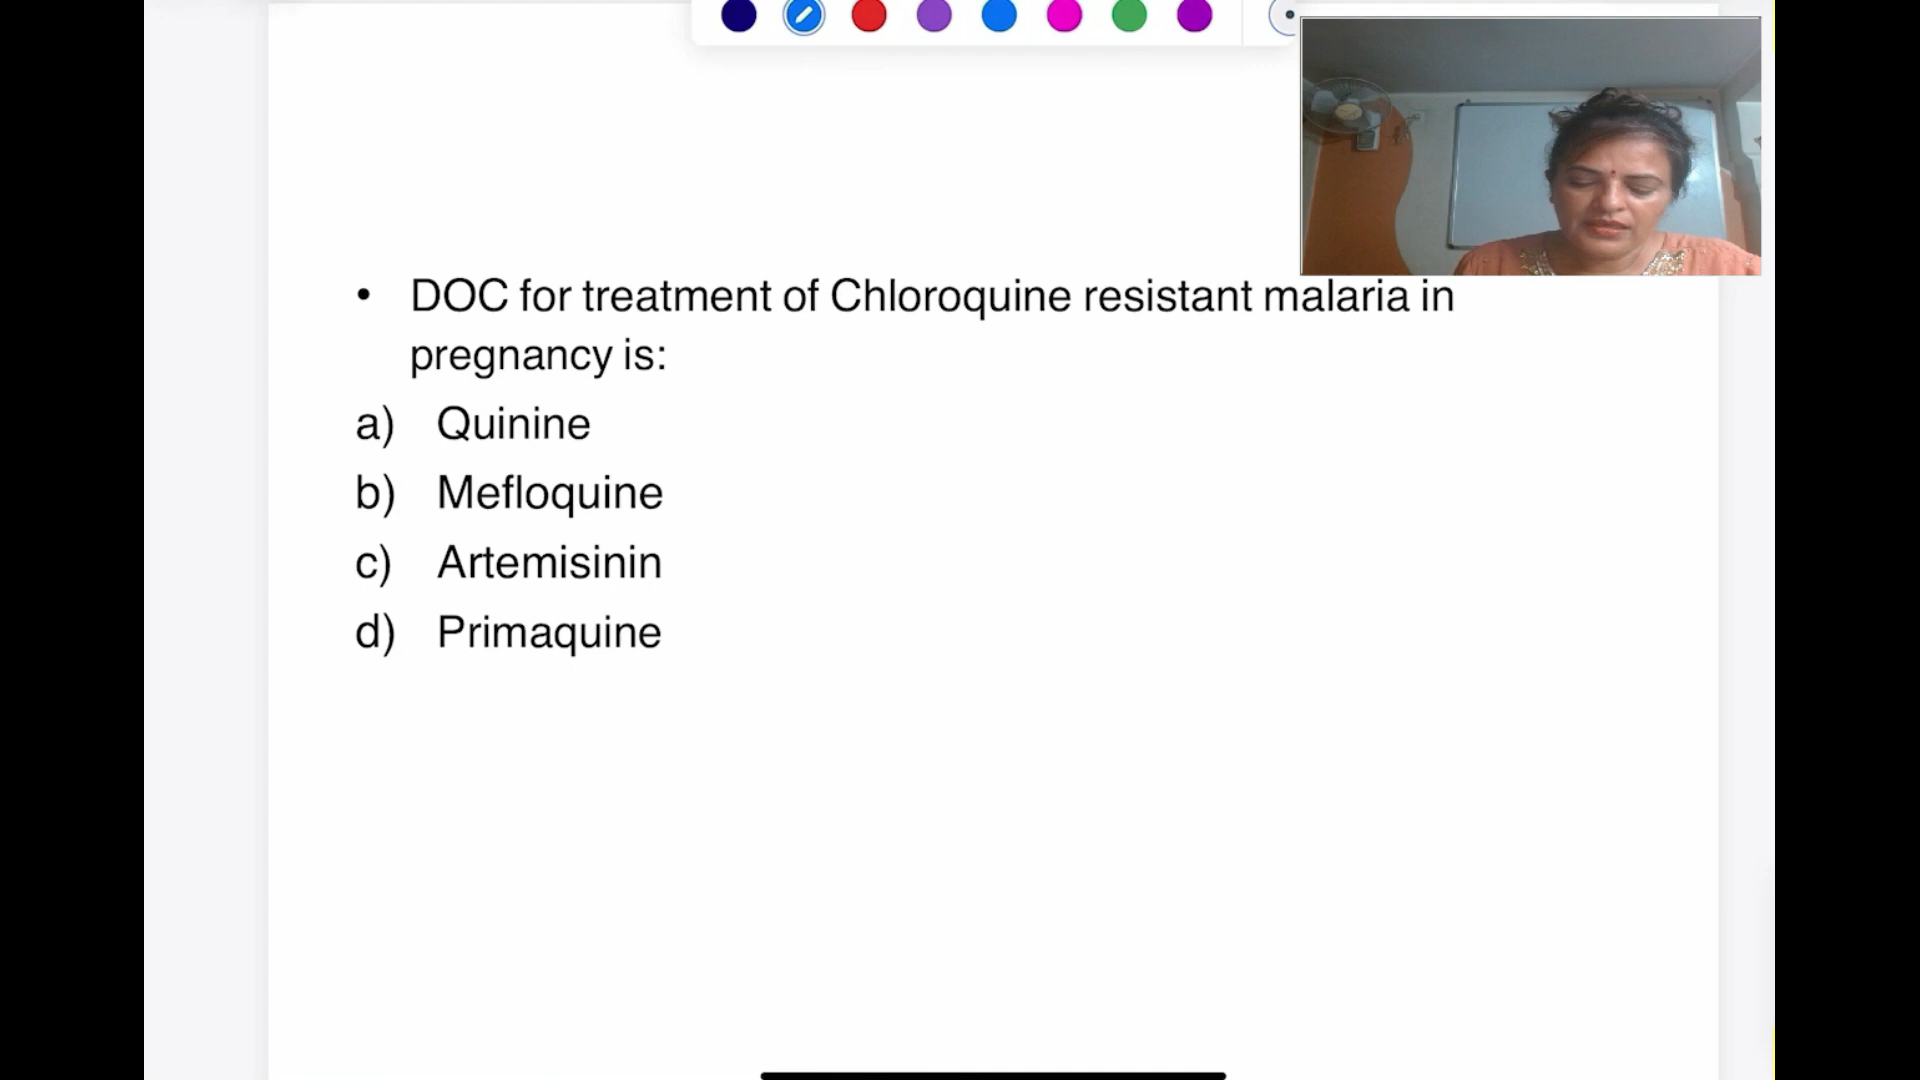 • DOC for treatment of Chloroquine resistant malaria in
pregnancy is:
a) Quinine
b) Mefloquine
c) Artemisinin
d) Primaquine